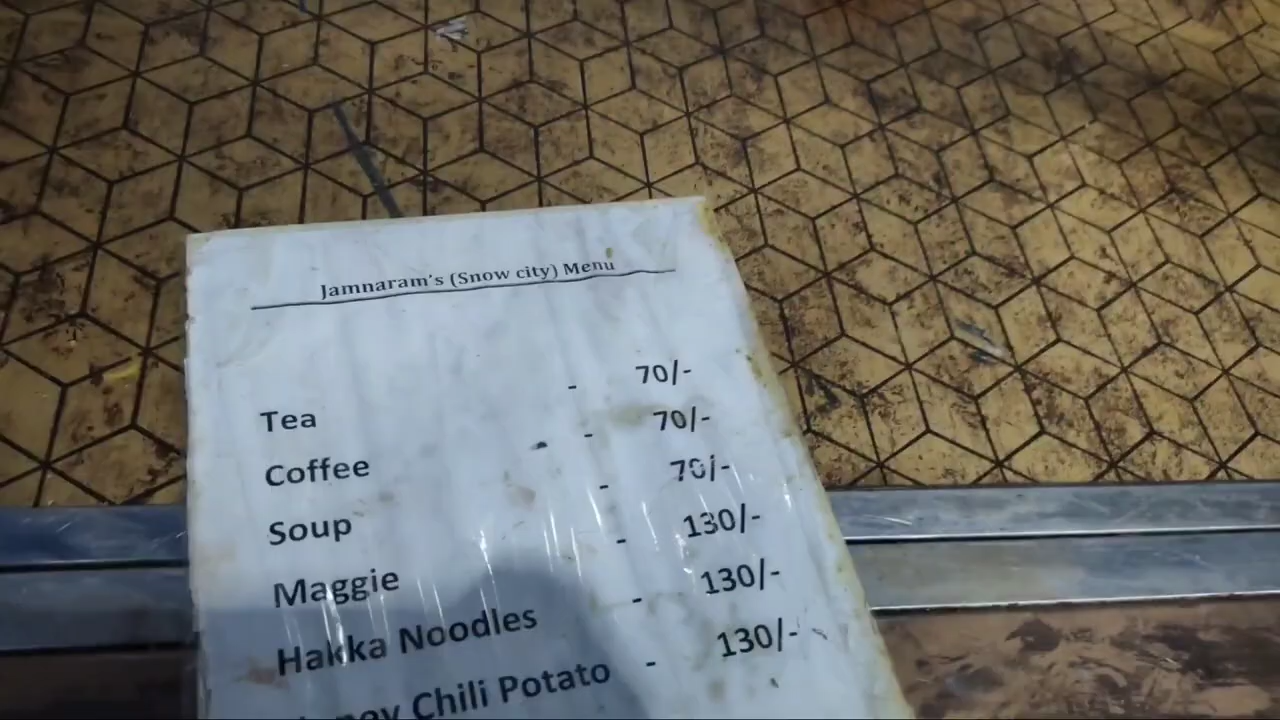 Jamnaram's (Snow city) Menu
Tea - 70/-
Coffee - 70/-
Soup - 70/-
Maggie - 130/-
Hakka Noodles - 130/-
Chili Potato - 130/-